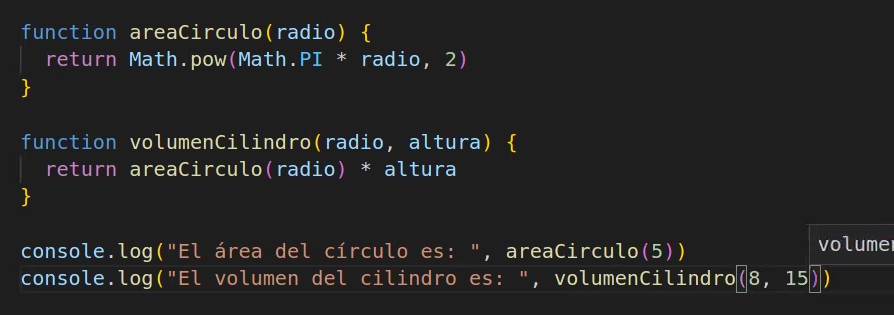 function areaCirculo(radio) {
  return Math.pow(Math.PI * radio, 2)
}

function volumenCilindro(radio, altura) {
  return areaCirculo(radio) * altura
}

console.log("El área del círculo es: ", areaCirculo(5))
console.log("El volumen del cilindro es: ", volumenCilindro(8, 15))